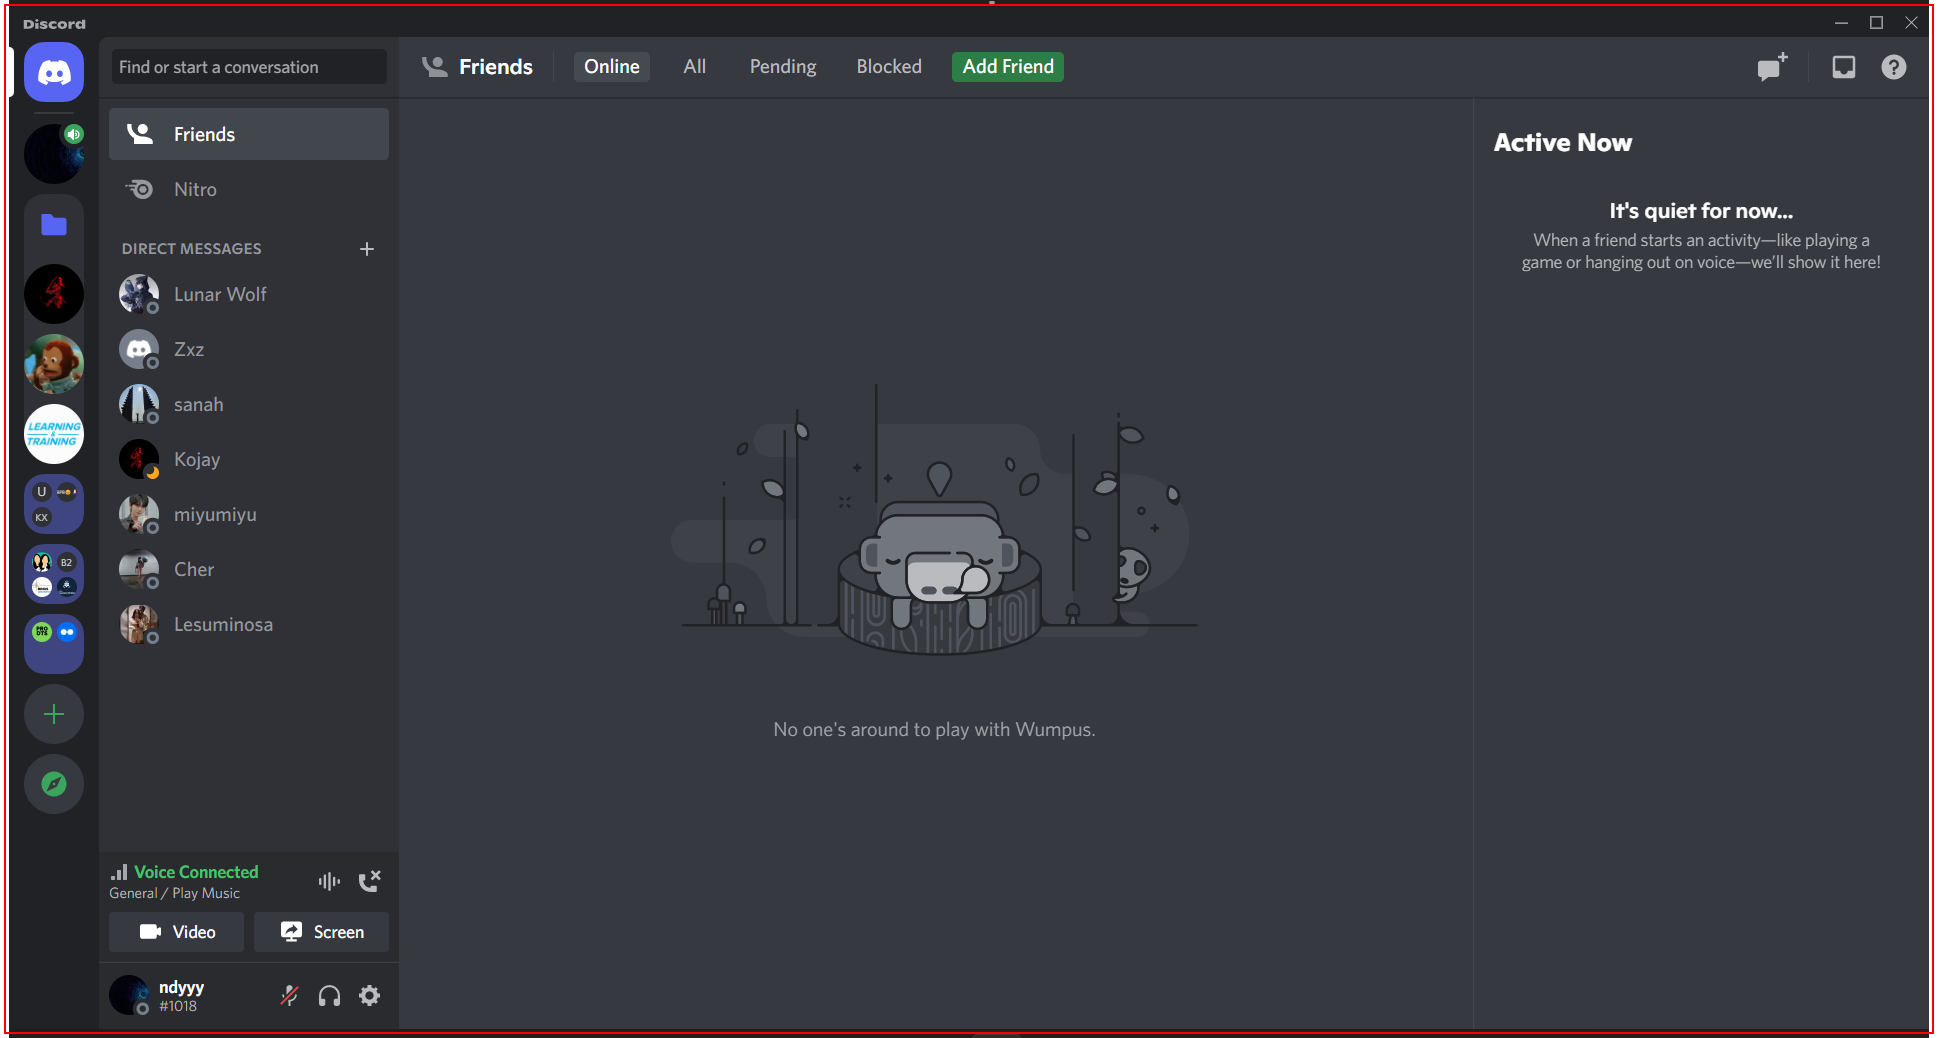 Discord
Find or start a conversation
Friends
Online
All
Pending
Blocked
Add Friend
Friends
Nitro
DIRECT MESSAGES
Lunar Wolf
Zxz
sanah
Kojay
miyumiyu
Cher
Lesuminosa
LEARNING
&
TRAINING
U
KX
B2
PRO
DTS
Voice Connected
General / Play Music
Video
Screen
ndyyy
#1018
No one's around to play with Wumpus.
Active Now
It's quiet for now...
When a friend starts an activity—like playing a
game or hanging out on voice—we'll show it here!